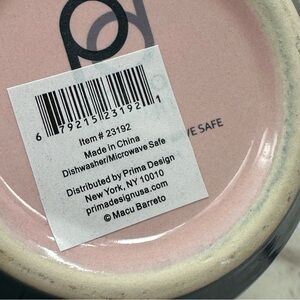 pd
6 79215 23192 1
Item # 23192
Made in China
Dishwasher/Microwave Safe
Distributed by Prima Design
New York, NY 10010
primadesignusa.com
© Macu Barreto
VE SAFE